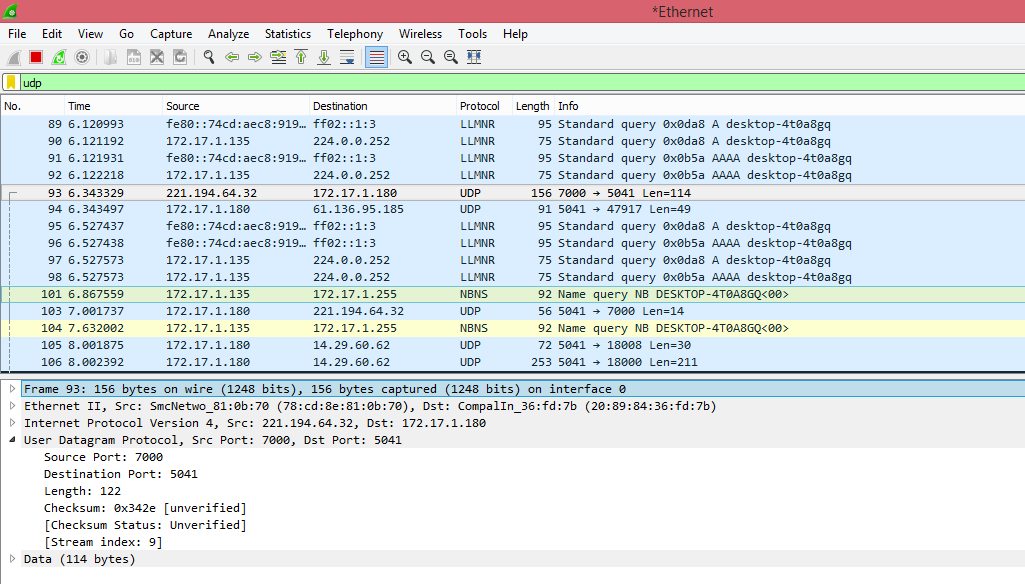 *Ethernet
File Edit View Go Capture Analyze Statistics Telephony Wireless Tools Help
udp
No. Time Source Destination Protocol Length Info
89 6.120993 fe80::74cd:aec8:919… ff02::1:3 LLMNR 95 Standard query 0x0da8 A desktop-4t0a8gq
90 6.121192 172.17.1.135 224.0.0.252 LLMNR 75 Standard query 0x0da8 A desktop-4t0a8gq
91 6.121931 fe80::74cd:aec8:919… ff02::1:3 LLMNR 95 Standard query 0x0b5a AAAA desktop-4t0a8gq
92 6.122218 172.17.1.135 224.0.0.252 LLMNR 75 Standard query 0x0b5a AAAA desktop-4t0a8gq
93 6.343329 221.194.64.32 172.17.1.180 UDP 156 7000 → 5041 Len=114
94 6.343497 172.17.1.180 61.136.95.185 UDP 91 5041 → 47917 Len=49
95 6.527437 fe80::74cd:aec8:919… ff02::1:3 LLMNR 95 Standard query 0x0da8 A desktop-4t0a8gq
96 6.527438 fe80::74cd:aec8:919… ff02::1:3 LLMNR 95 Standard query 0x0b5a AAAA desktop-4t0a8gq
97 6.527573 172.17.1.135 224.0.0.252 LLMNR 75 Standard query 0x0da8 A desktop-4t0a8gq
98 6.527573 172.17.1.135 224.0.0.252 LLMNR 75 Standard query 0x0b5a AAAA desktop-4t0a8gq
101 6.867559 172.17.1.135 172.17.1.255 NBNS 92 Name query NB DESKTOP-4T0A8GQ<00>
103 7.001737 172.17.1.180 221.194.64.32 UDP 56 5041 → 7000 Len=14
104 7.632002 172.17.1.135 172.17.1.255 NBNS 92 Name query NB DESKTOP-4T0A8GQ<00>
105 8.001875 172.17.1.180 14.29.60.62 UDP 72 5041 → 18008 Len=30
106 8.002392 172.17.1.180 14.29.60.62 UDP 253 5041 → 18000 Len=211
Frame 93: 156 bytes on wire (1248 bits), 156 bytes captured (1248 bits) on interface 0
Ethernet II, Src: SmcNetwo_81:0b:70 (78:cd:8e:81:0b:70), Dst: CompalIn_36:fd:7b (20:89:84:36:fd:7b)
Internet Protocol Version 4, Src: 221.194.64.32, Dst: 172.17.1.180
User Datagram Protocol, Src Port: 7000, Dst Port: 5041
Source Port: 7000
Destination Port: 5041
Length: 122
Checksum: 0x342e [unverified]
[Checksum Status: Unverified]
[Stream index: 9]
Data (114 bytes)